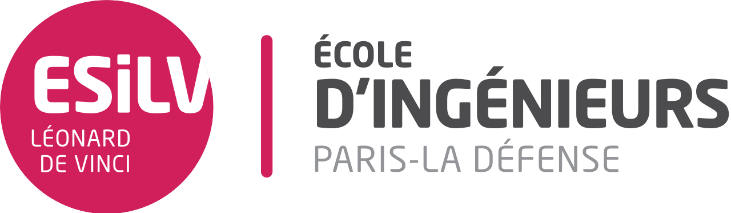 ESiLV
LÉONARD
DE VINCI
ÉCOLE
D'INGÉNIEURS
PARIS-LA DÉFENSE